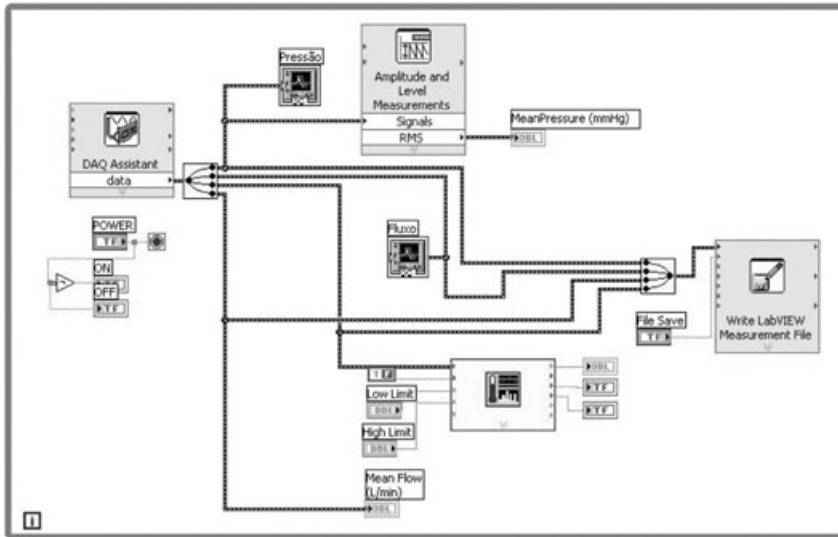 Pressão
Amplitude and
Level
Measurements
Signals
RMS
MeanPressure (mmHg)
DBL
DAQ Assistant
data
POWER
TF
ON
TF
OFF
TF
Fluxo
File Save
TF
Write LabVIEW
Measurement File
T
Low Limit
DBL
High Limit
DBL
DBL
TF
TF
Mean Flow
(L/min)
DBL
i